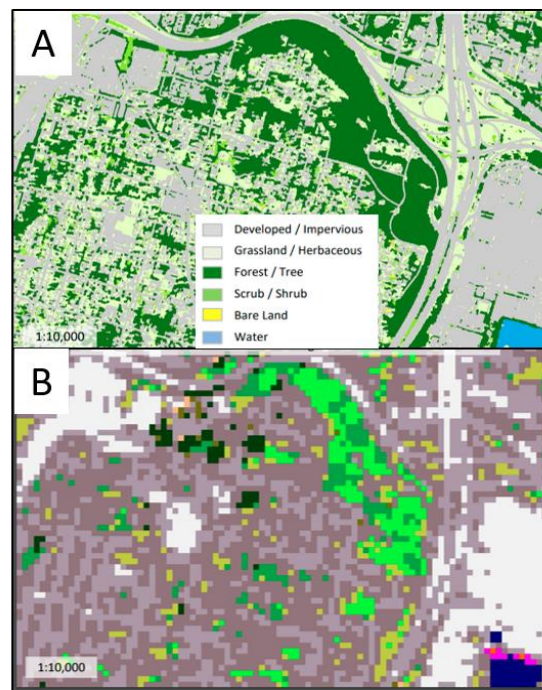 A
Developed / Impervious
Grassland / Herbaceous
Forest / Tree
Scrub / Shrub
Bare Land
Water
1:10,000
B
1:10,000